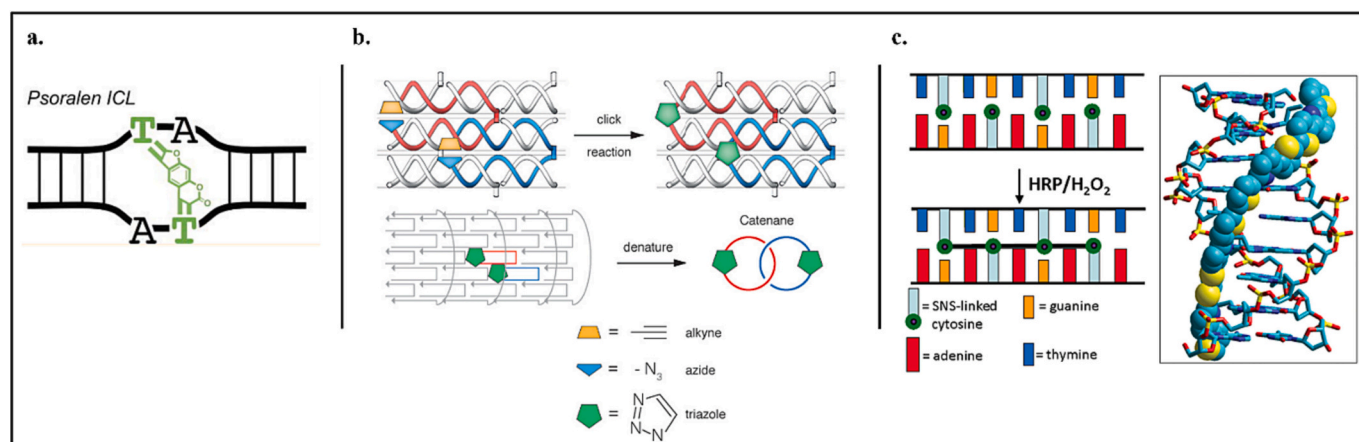 a.
Psoralen ICL
T A
A T
b.
click
reaction
denature
Catenane
= alkyne
= - N₃ azide
= N N N triazole
c.
HRP/H₂O₂
= SNS-linked
cytosine
= guanine
= adenine
= thymine